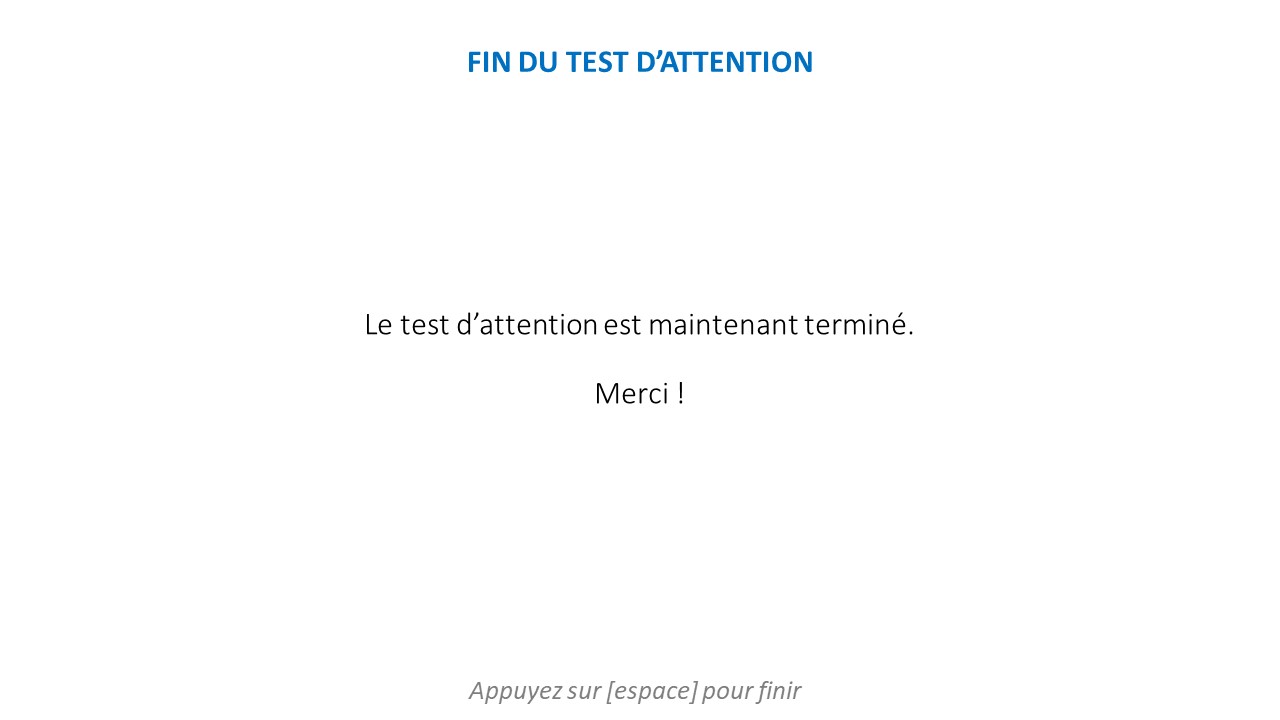 FIN DU TEST D’ATTENTION
Le test d’attention est maintenant terminé.
Merci !
Appuyez sur [espace] pour finir